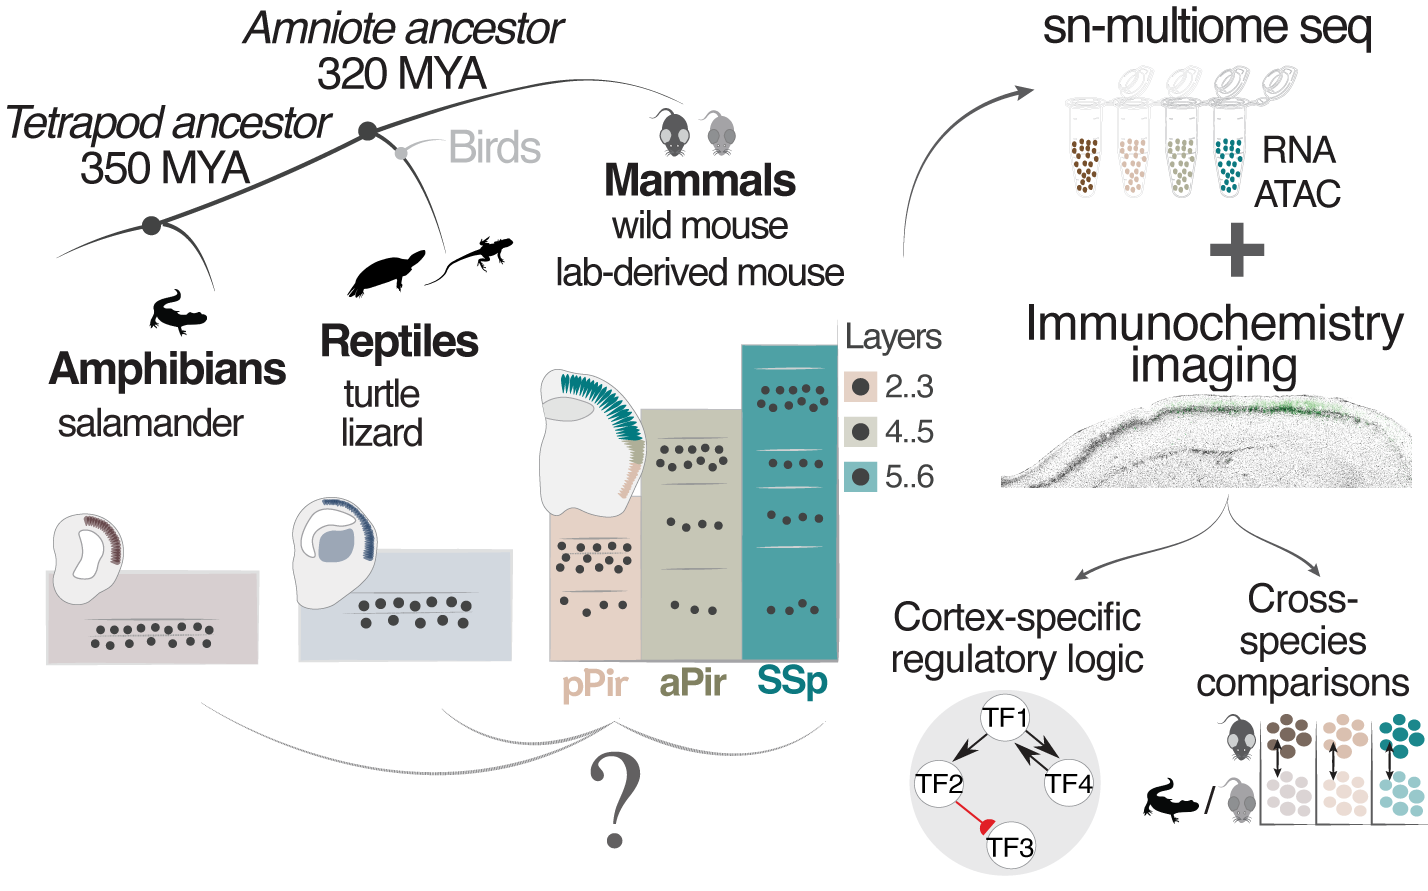 Amniote ancestor
320 MYA
Tetrapod ancestor
350 MYA
Birds
Mammals
wild mouse
lab-derived mouse
Reptiles
turtle
lizard
Amphibians
salamander
Layers
2..3
4..5
5..6
pPir
aPir
SSp
?
sn-multiome seq
RNA
ATAC
+
Immunochemistry
imaging
Cortex-specific
regulatory logic
TF1
TF2
TF4
TF3
Cross-
species
comparisons
/